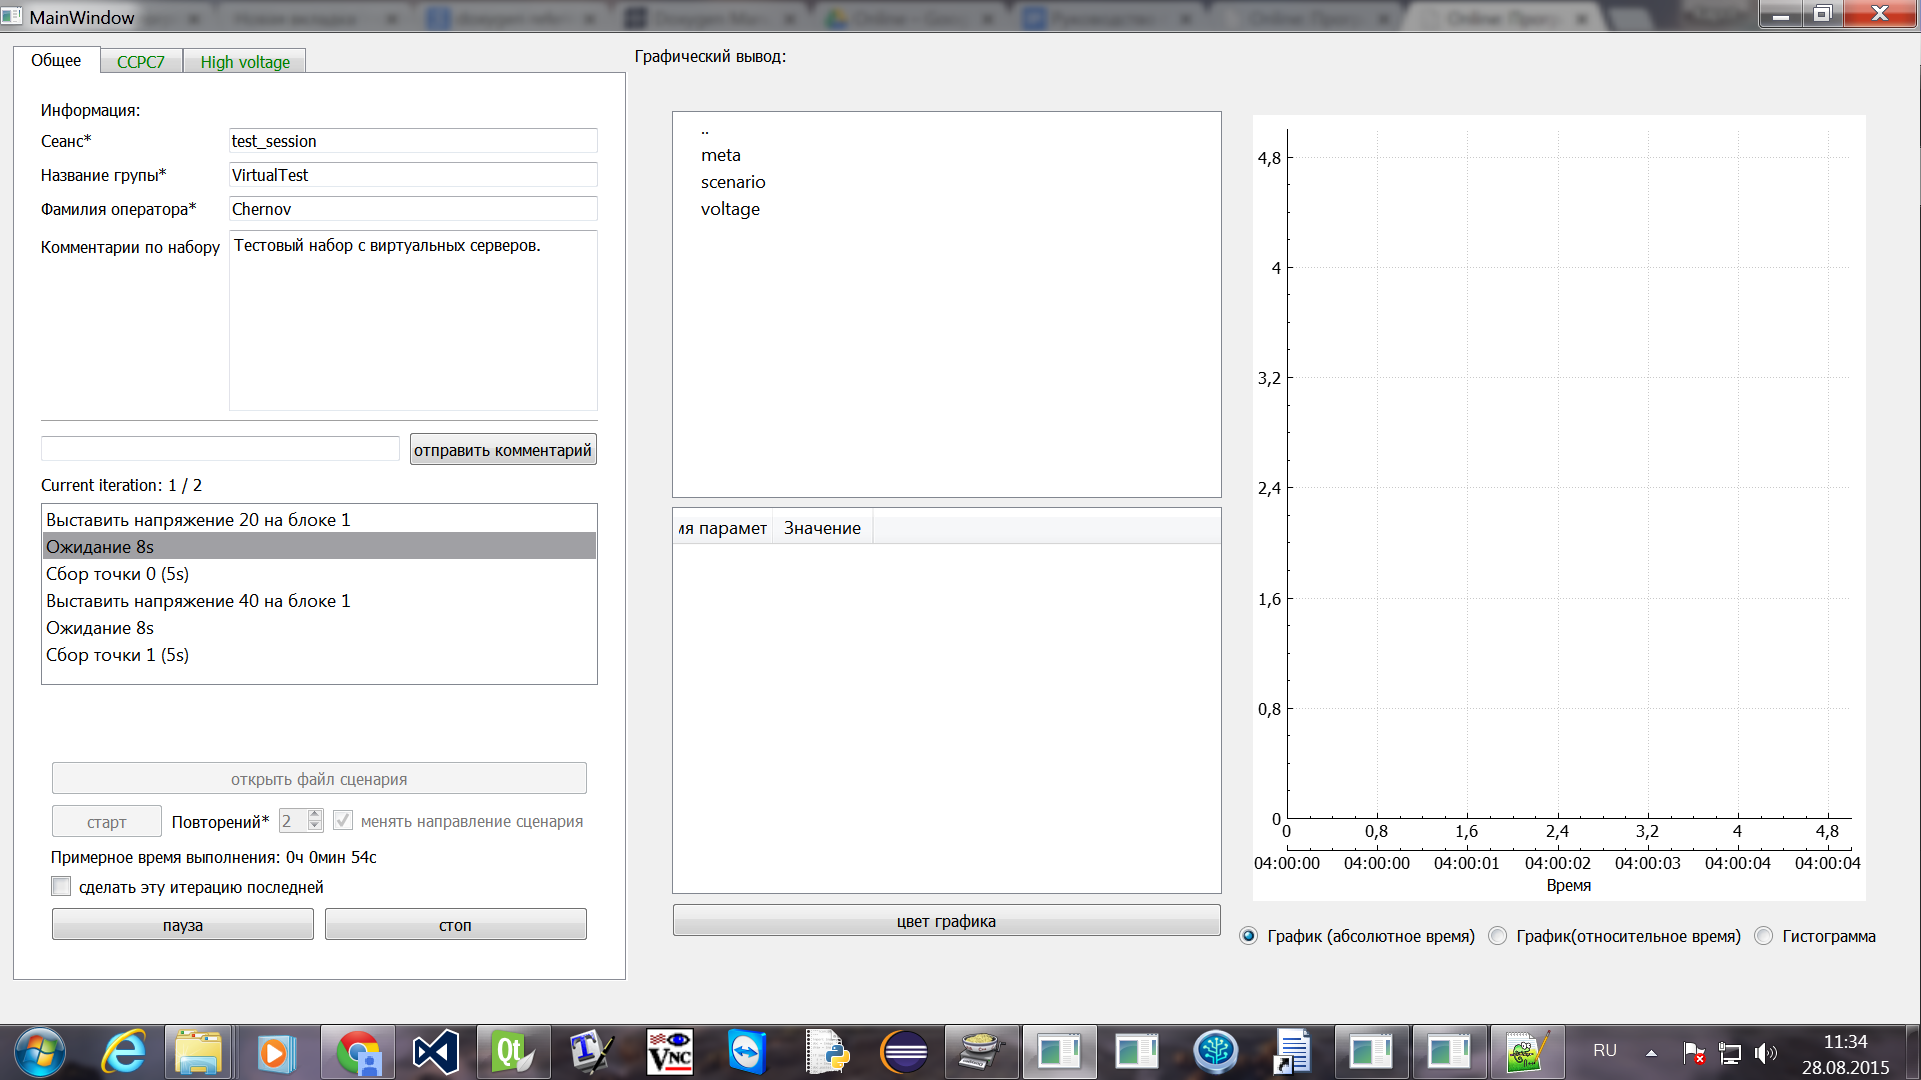 MainWindow
Общее
CCPC7
High voltage
Графический вывод:
Информация:
Сеанс*
test_session
Название групы*
VirtualTest
Фамилия оператора*
Chernov
Комментарии по набору
Тестовый набор с виртуальных серверов.
отправить комментарий
Current iteration: 1 / 2
Выставить напряжение 20 на блоке 1
Ожидание 8s
Сбор точки 0 (5s)
Выставить напряжение 40 на блоке 1
Ожидание 8s
Сбор точки 1 (5s)
открыть файл сценария
старт
Повторений*
2
менять направление сценария
Примерное время выполнения: 0ч 0мин 54с
сделать эту итерацию последней
пауза
стоп
..
meta
scenario
voltage
мя парамет
Значение
цвет графика
4,8
4
3,2
2,4
1,6
0,8
0
0 0,8 1,6 2,4 3,2 4 4,8
04:00:00 04:00:00 04:00:01 04:00:02 04:00:03 04:00:04 04:00:04
Время
График (абсолютное время)
График(относительное время)
Гистограмма
Qt
VNC
RU
11:34
28.08.2015